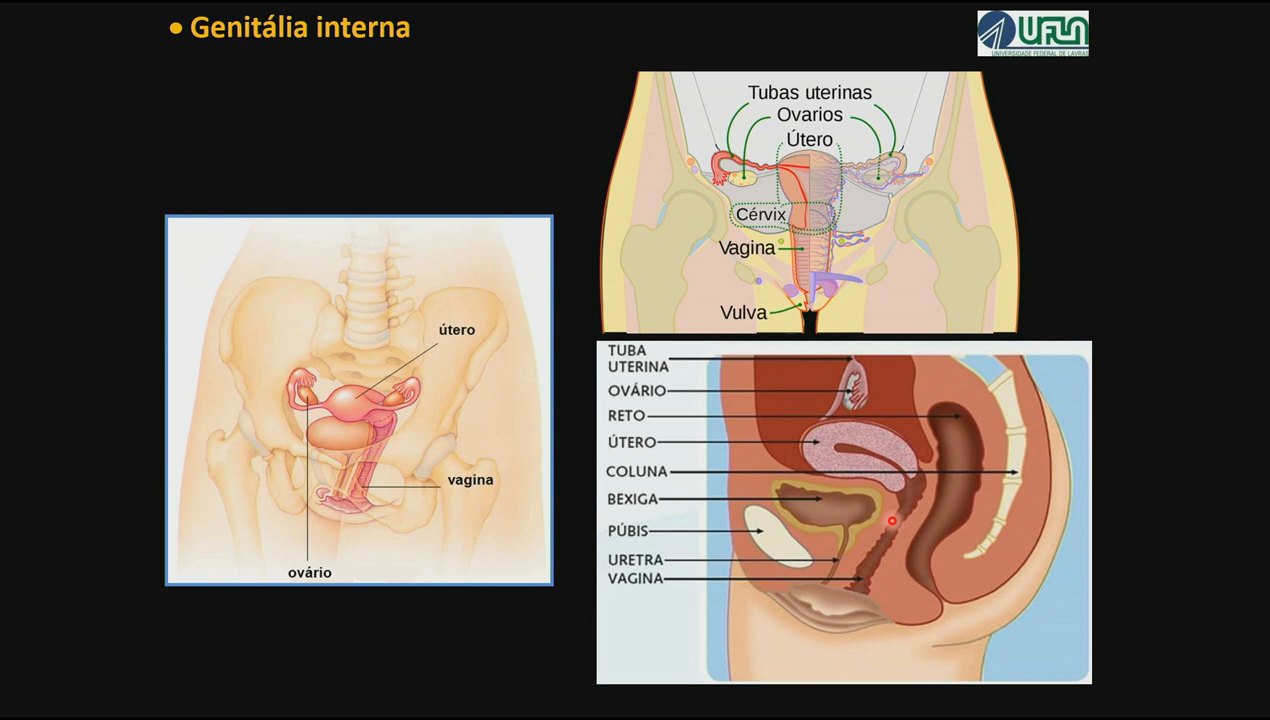 • Genitália interna
UFLA
UNIVERSIDADE FEDERAL DE LAVRAS
útero
vagina
ovário
Tubas uterinas
Ovarios
Útero
Cérvix
Vagina
Vulva
TUBA
UTERINA
OVÁRIO
RETO
ÚTERO
COLUNA
BEXIGA
PÚBIS
URETRA
VAGINA